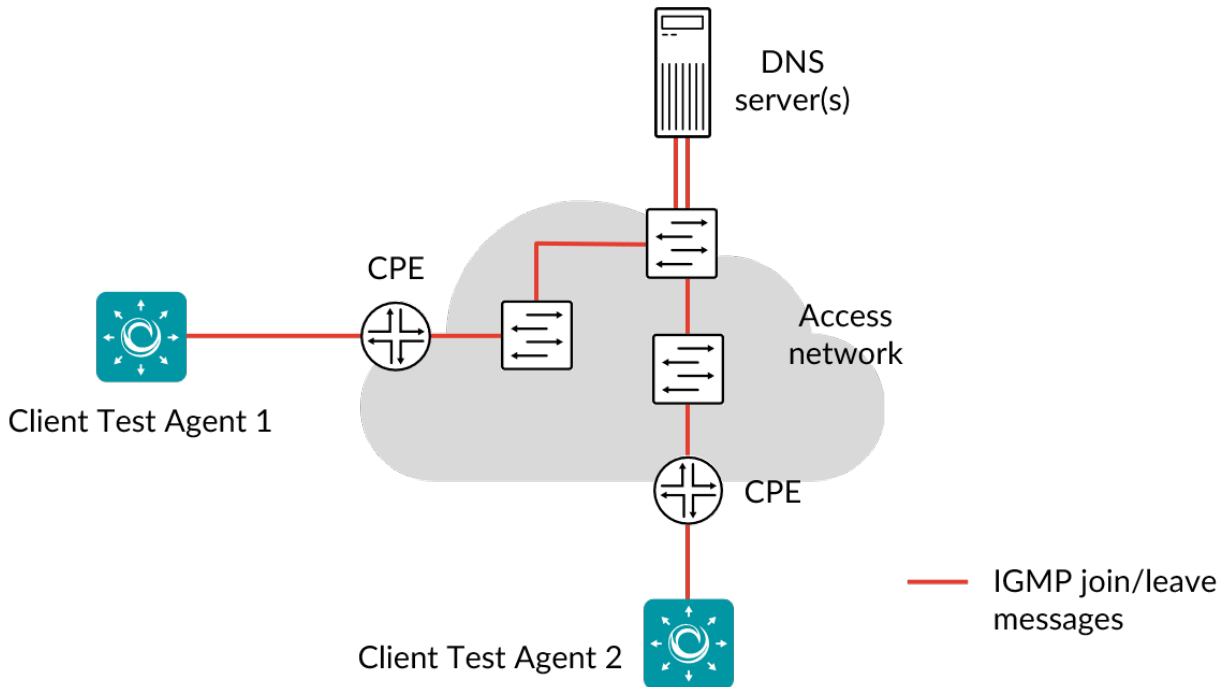 DNS
server(s)
CPE
Access
network
Client Test Agent 1
CPE
IGMP join/leave
messages
Client Test Agent 2